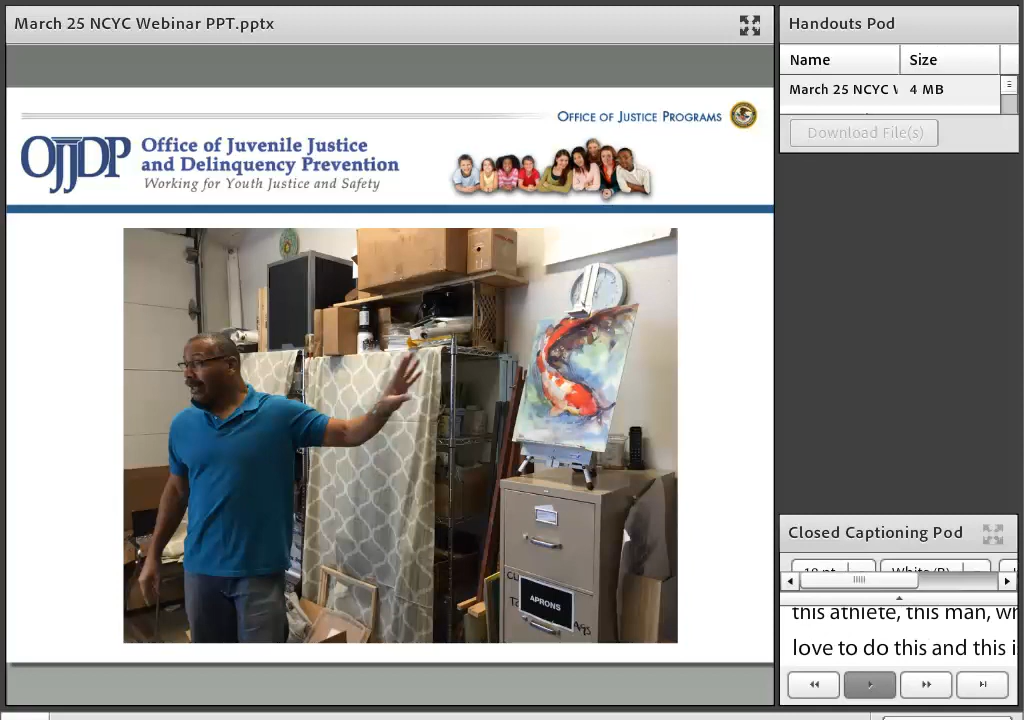 March 25 NCYC Webinar PPT.pptx
OFFICE OF JUSTICE PROGRAMS
OJJDP
Office of Juvenile Justice
and Delinquency Prevention
Working for Youth Justice and Safety
APRONS
Handouts Pod
Name Size
March 25 NCYC 4 MB
Download File(s)
Closed Captioning Pod
this athlete, this man,
love to do this and this